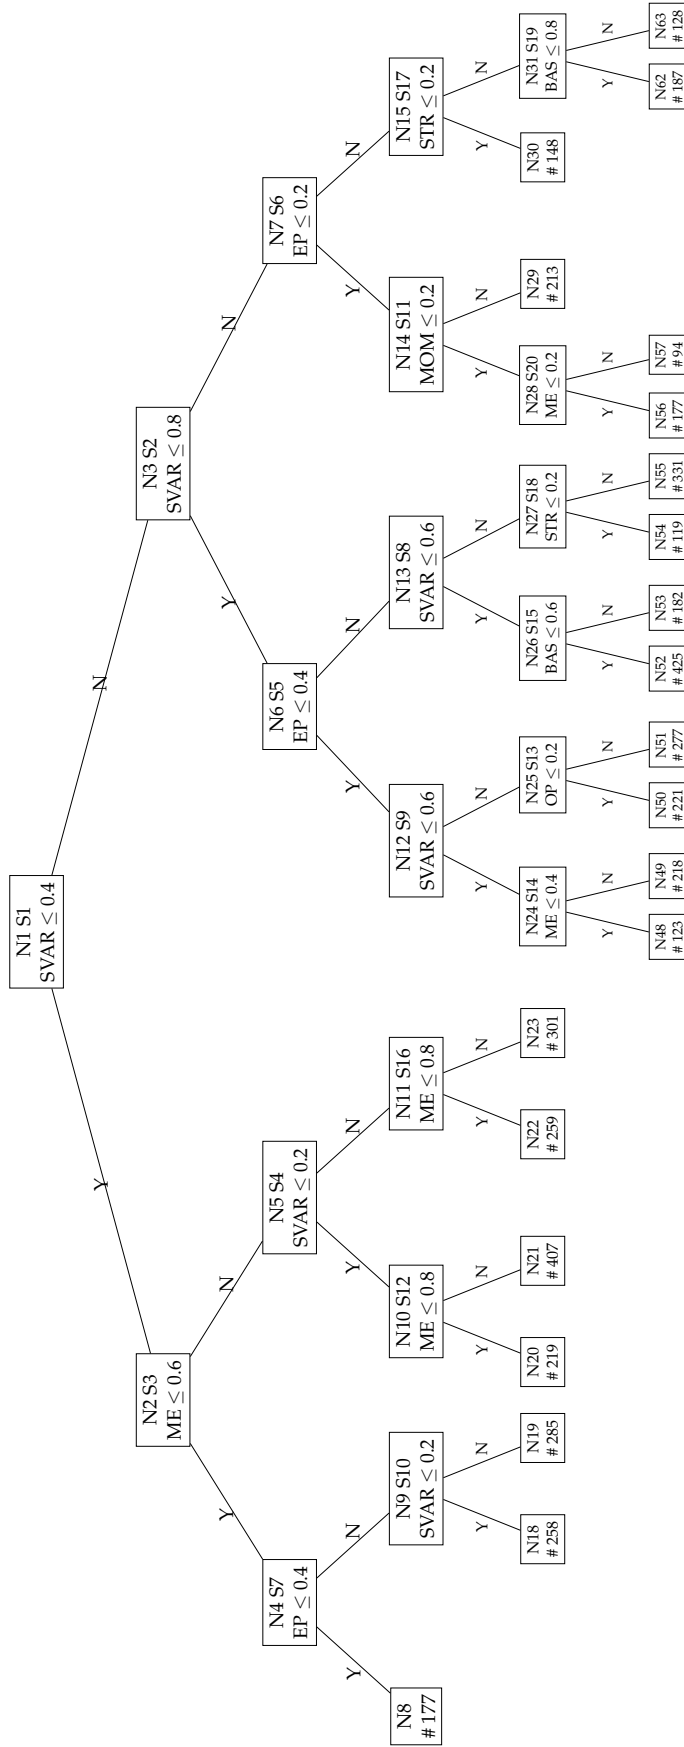 N1 S1
SVAR ≤ 0.4
Y
N
N2 S3
ME ≤ 0.6
N3 S2
SVAR ≤ 0.8
Y
N
Y
N
N4 S7
EP ≤ 0.4
N5 S4
SVAR ≤ 0.2
N6 S5
EP ≤ 0.4
N7 S6
EP ≤ 0.2
Y
N
Y
N
Y
N
Y
N
N8
# 177
N9 S10
SVAR ≤ 0.2
N10 S12
ME ≤ 0.8
N11 S16
ME ≤ 0.8
N12 S9
SVAR ≤ 0.6
N13 S8
SVAR ≤ 0.6
N14 S11
MOM ≤ 0.2
N15 S17
STR ≤ 0.2
Y
N
Y
N
Y
N
Y
N
Y
N
Y
N
Y
N
N18
# 258
N19
# 285
N20
# 219
N21
# 407
N22
# 259
N23
# 301
N24 S14
ME ≤ 0.4
N25 S13
OP ≤ 0.2
N26 S15
BAS ≤ 0.6
N27 S18
STR ≤ 0.2
N28 S20
ME ≤ 0.2
N29
# 213
N30
# 148
N31 S19
BAS ≤ 0.8
Y
N
Y
N
Y
N
Y
N
Y
N
Y
N
N48
# 123
N49
# 218
N50
# 221
N51
# 277
N52
# 425
N53
# 182
N54
# 119
N55
# 331
N56
# 177
N57
# 94
N62
# 187
N63
# 128